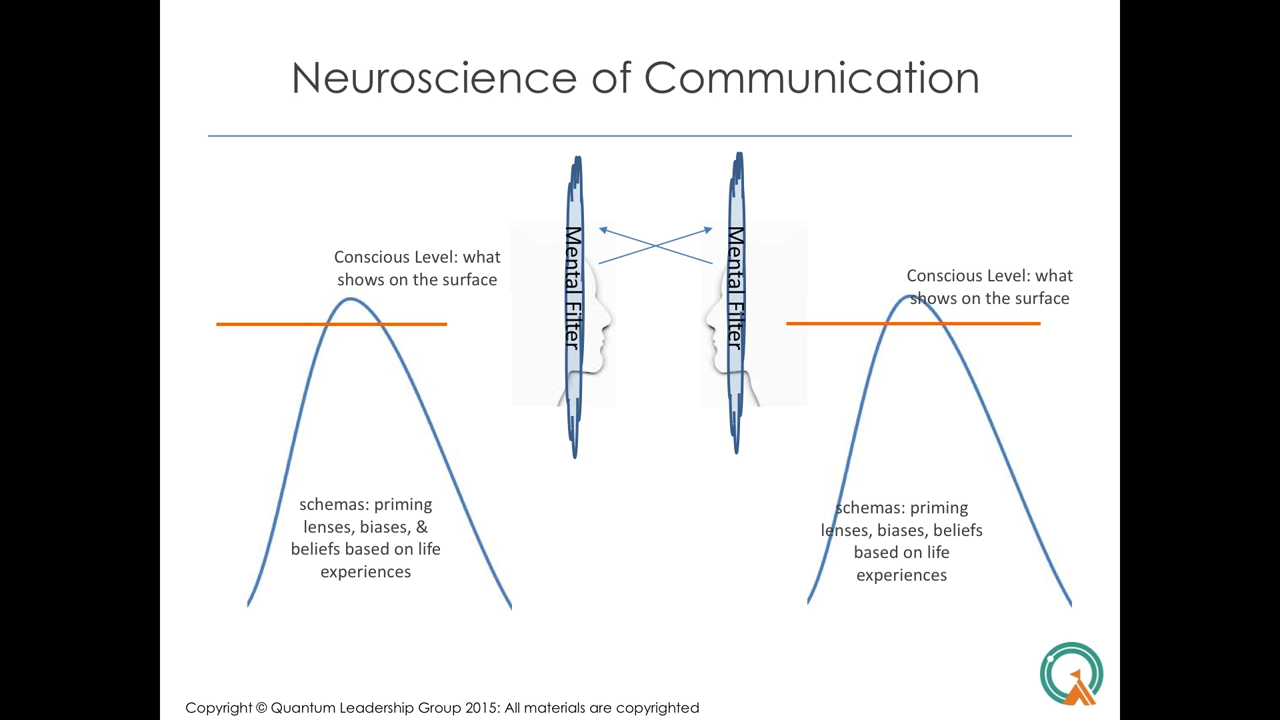 Neuroscience of Communication
Conscious Level: what
shows on the surface
schemas: priming
lenses, biases, &
beliefs based on life
experiences
Mental Filter
Mental Filter
Conscious Level: what
shows on the surface
schemas: priming
lenses, biases, beliefs
based on life
experiences
Copyright © Quantum Leadership Group 2015: All materials are copyrighted